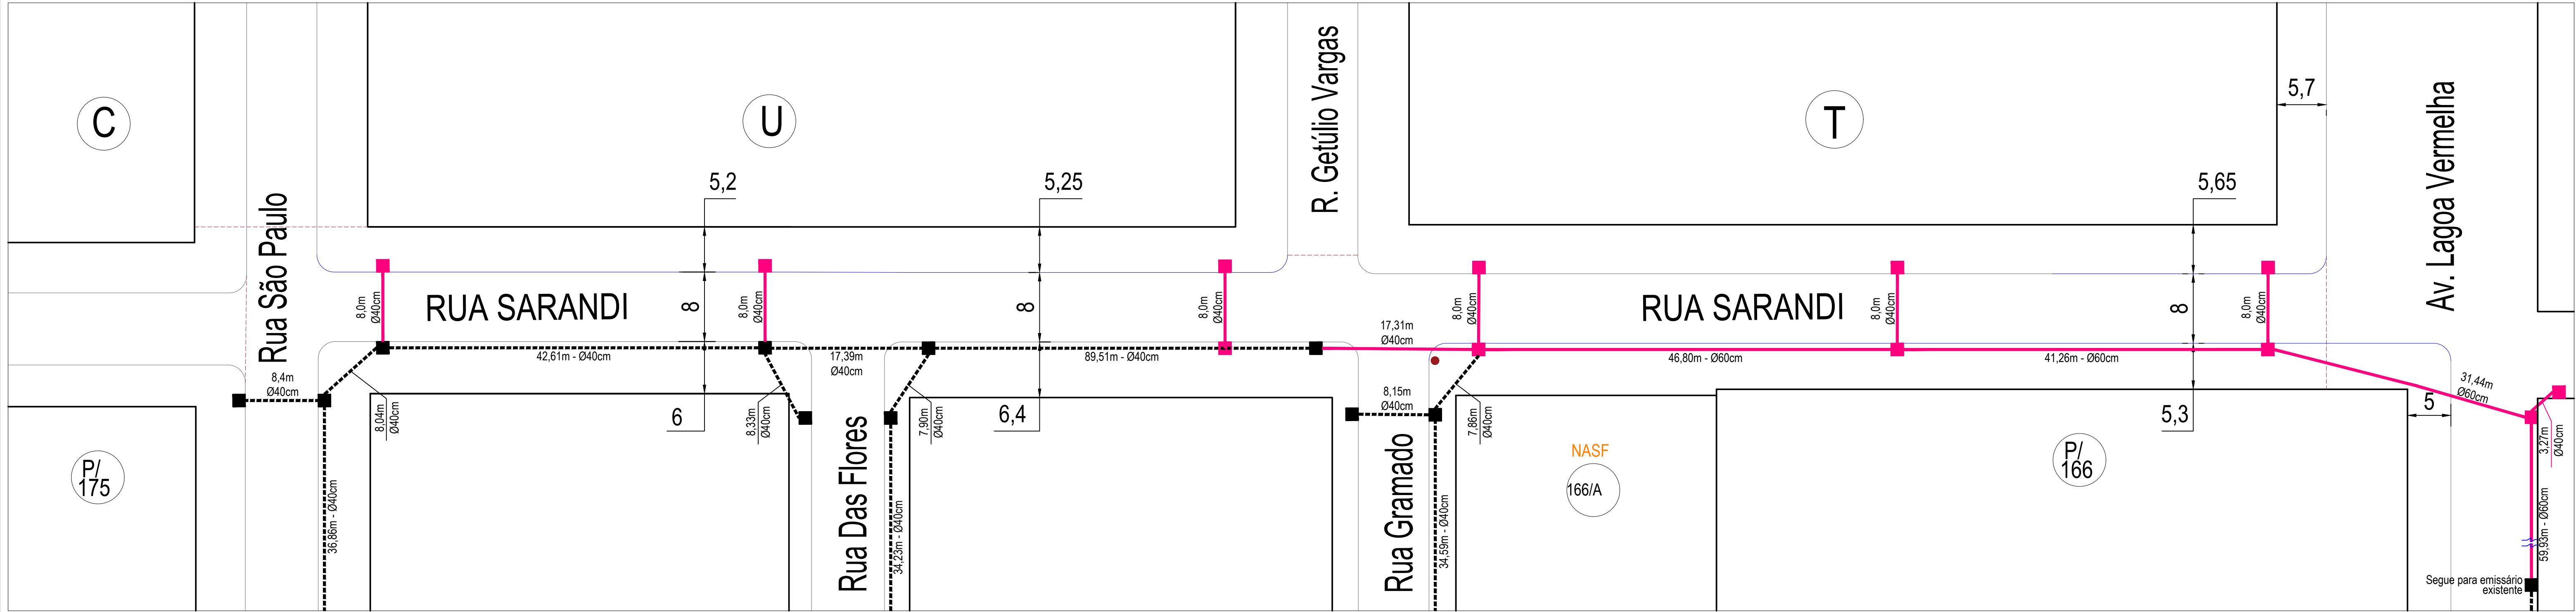 C
U
T
R. Getúlio Vargas
Av. Lagoa Vermelha
Rua São Paulo
5,7
5,2
5,25
5,65
8,0m
Ø40cm
RUA SARANDI
8,0m
Ø40cm
8
8
8,0m
Ø40cm
8,0m
Ø40cm
RUA SARANDI
8,0m
Ø40cm
8
8,0m
Ø40cm
42,61m - Ø40cm
17,39m
Ø40cm
89,51m - Ø40cm
17,31m
Ø40cm
46,80m - Ø60cm
41,26m - Ø60cm
31,44m
Ø60cm
8,4m
Ø40cm
8,04m
Ø40cm
6
8,33m
Ø40cm
7,90m
Ø40cm
6,4
8,15m
Ø40cm
7,86m
Ø40cm
5,3
5
3,27m
Ø40cm
P/
175
36,86m - Ø40cm
Rua Das Flores
34,23m - Ø40cm
Rua Gramado
34,59m - Ø40cm
NASF
166/A
P/
166
59,93m - Ø60cm
Segue para emissário
existente